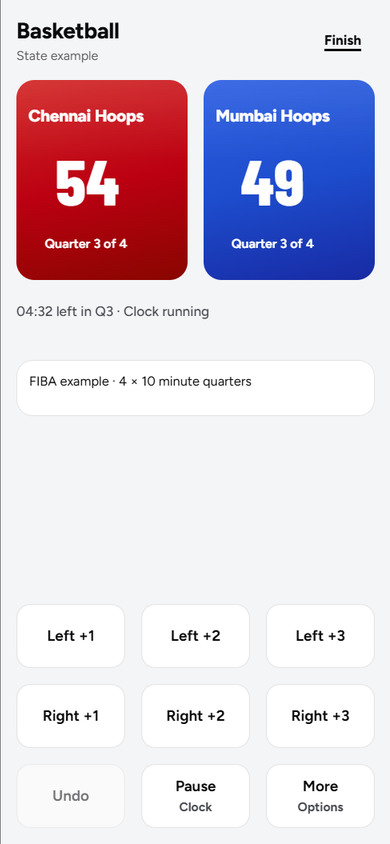 Basketball
State example
Finish
Chennai Hoops
54
Quarter 3 of 4
Mumbai Hoops
49
Quarter 3 of 4
04:32 left in Q3 · Clock running
FIBA example · 4 × 10 minute quarters
Left +1
Left +2
Left +3
Right +1
Right +2
Right +3
Undo
Pause
Clock
More
Options